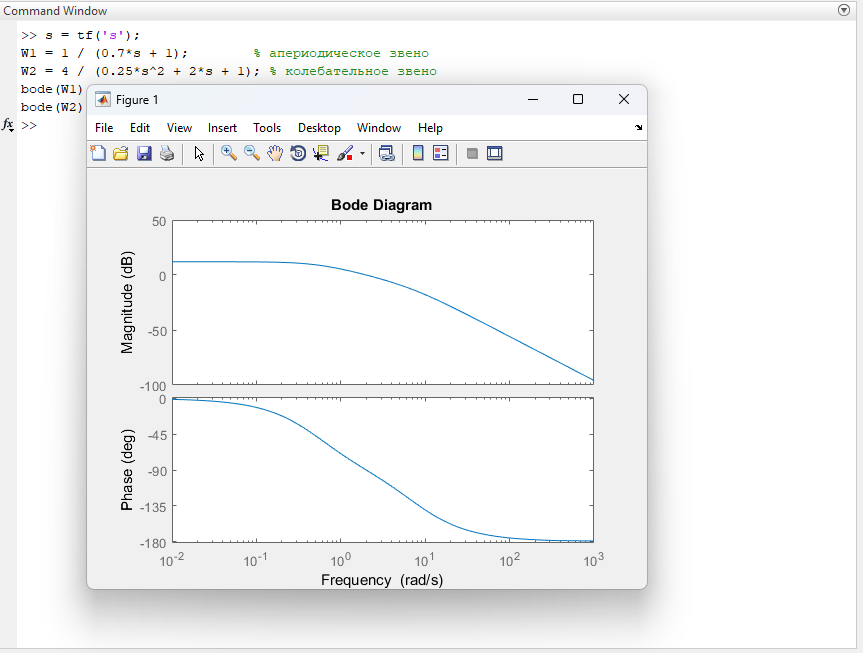 Command Window
>> s = tf('s');
W1 = 1 / (0.7*s + 1);        % апериодическое звено
W2 = 4 / (0.25*s^2 + 2*s + 1); % колебательное звено
bode(W1)
bode(W2)
fx >>
Figure 1
File Edit View Insert Tools Desktop Window Help
Bode Diagram
Magnitude (dB)
50
0
-50
-100
Phase (deg)
0
-45
-90
-135
-180
10^-2 10^-1 10^0 10^1 10^2 10^3
Frequency (rad/s)